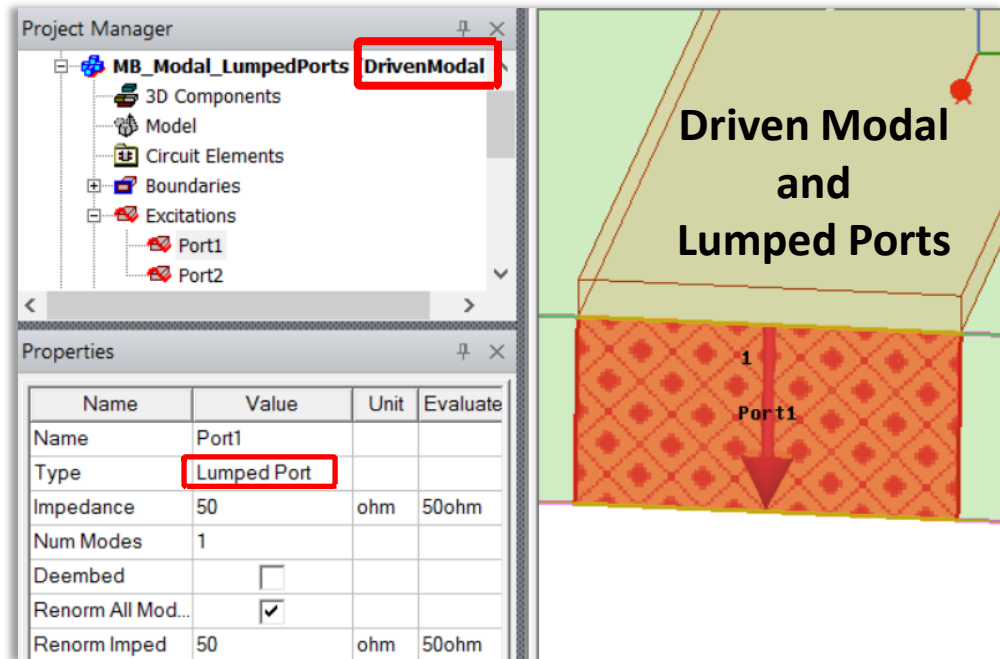 Project Manager
MB_Modal_LumpedPorts (DrivenModal
3D Components
Model
Circuit Elements
Boundaries
Excitations
Port1
Port2
Properties
Name Value Unit Evaluate
Name Port1
Type Lumped Port
Impedance 50 ohm 50ohm
Num Modes 1
Deembed
Renorm All Mod...
Renorm Imped 50 ohm 50ohm
Driven Modal
and
Lumped Ports
1
Port1